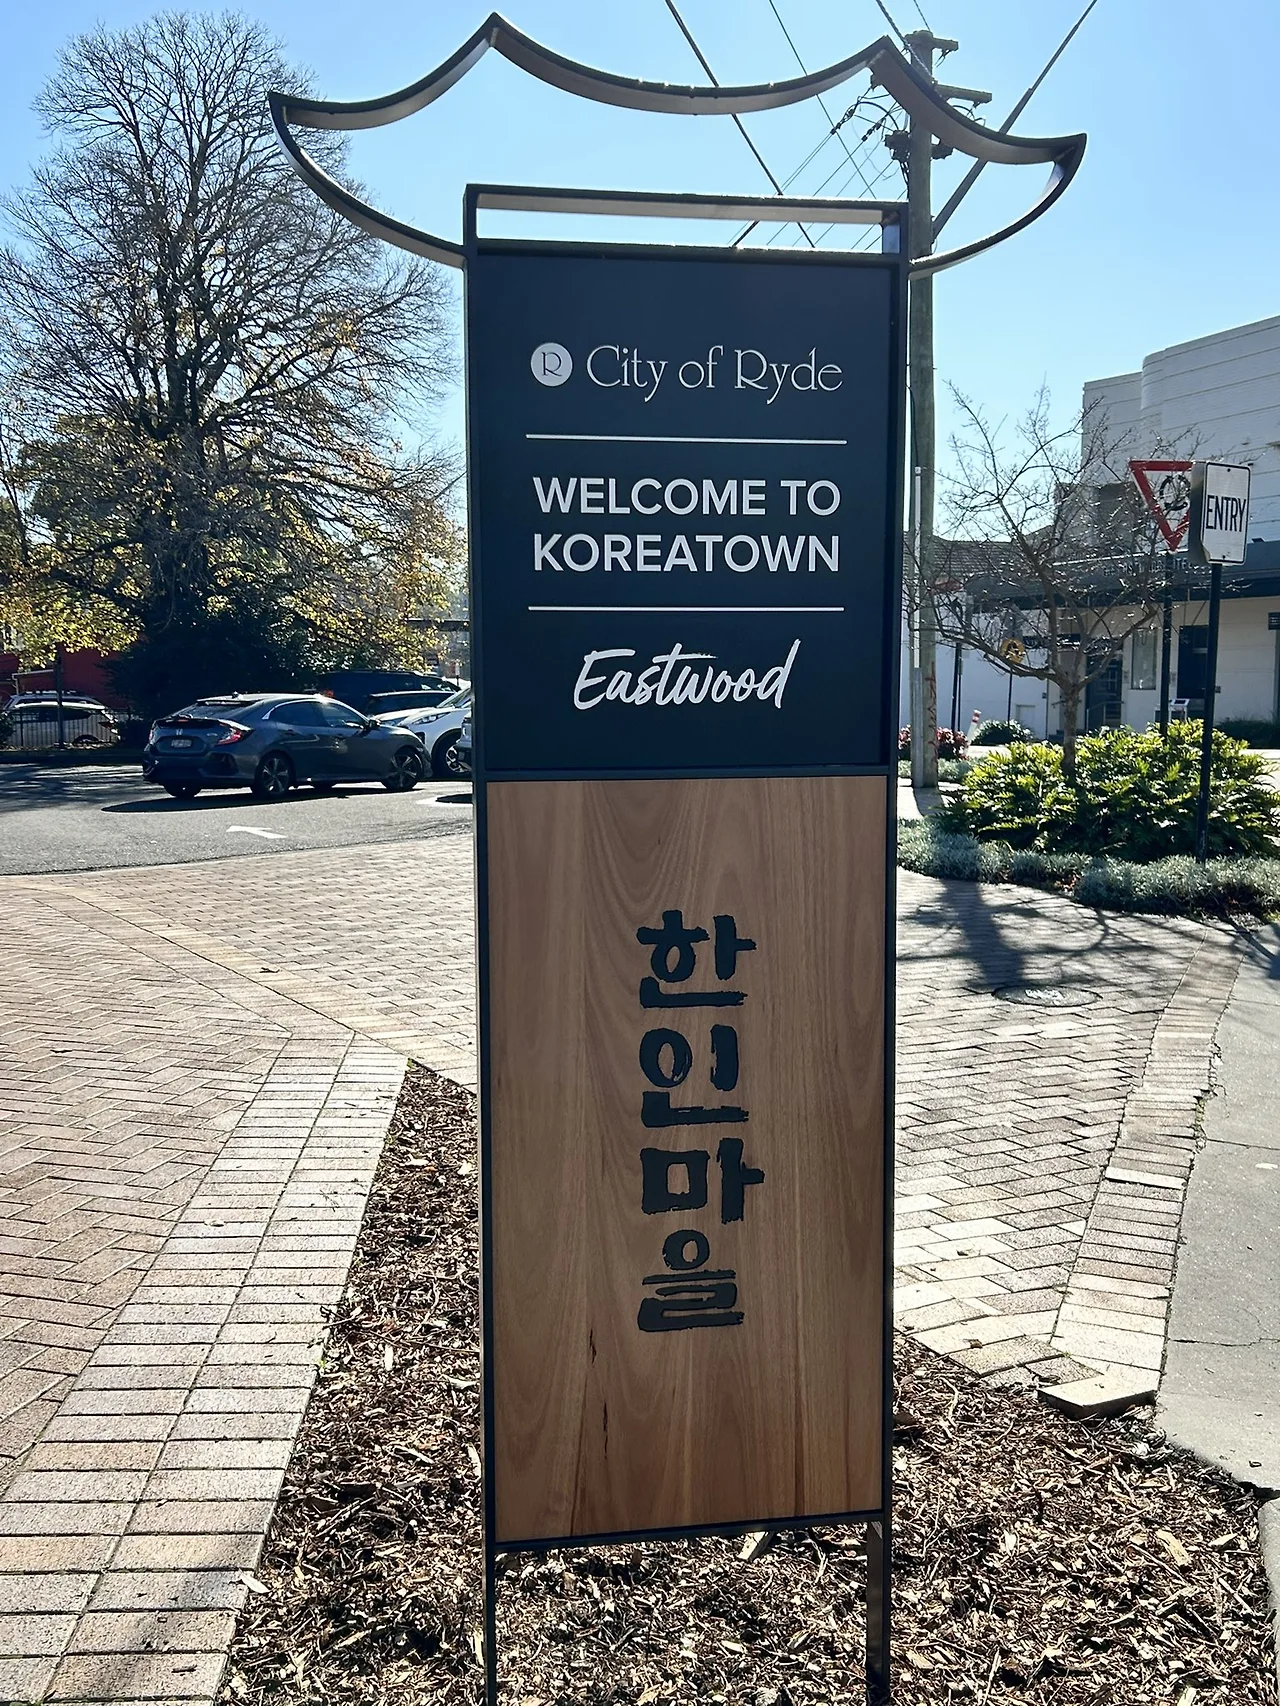 R City of Ryde
WELCOME TO
KOREATOWN
Eastwood
한
인
마
을
ENTRY